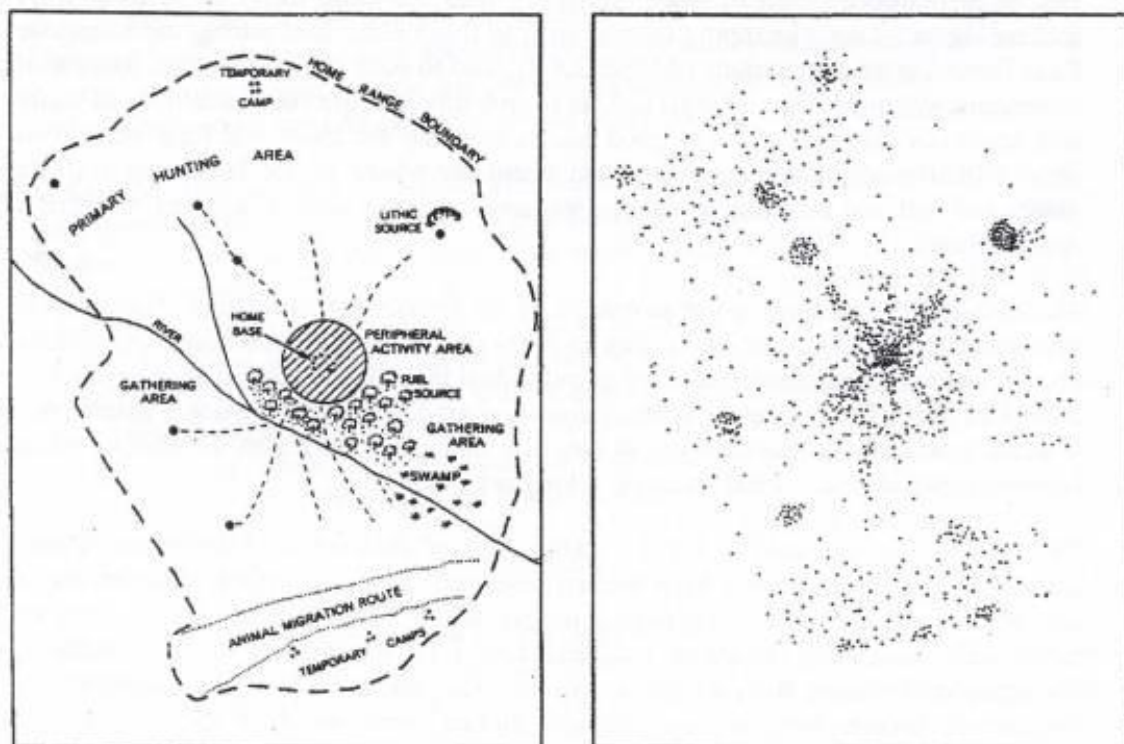 TEMPORARY
CAMP
HOME RANGE BOUNDARY
PRIMARY HUNTING AREA
LITHIC
SOURCE
RIVER
HOME
BASE
PERIPHERAL
ACTIVITY AREA
GATHERING
AREA
FUEL
SOURCE
GATHERING
AREA
SWAMP
ANIMAL MIGRATION ROUTE
TEMPORARY CAMPS